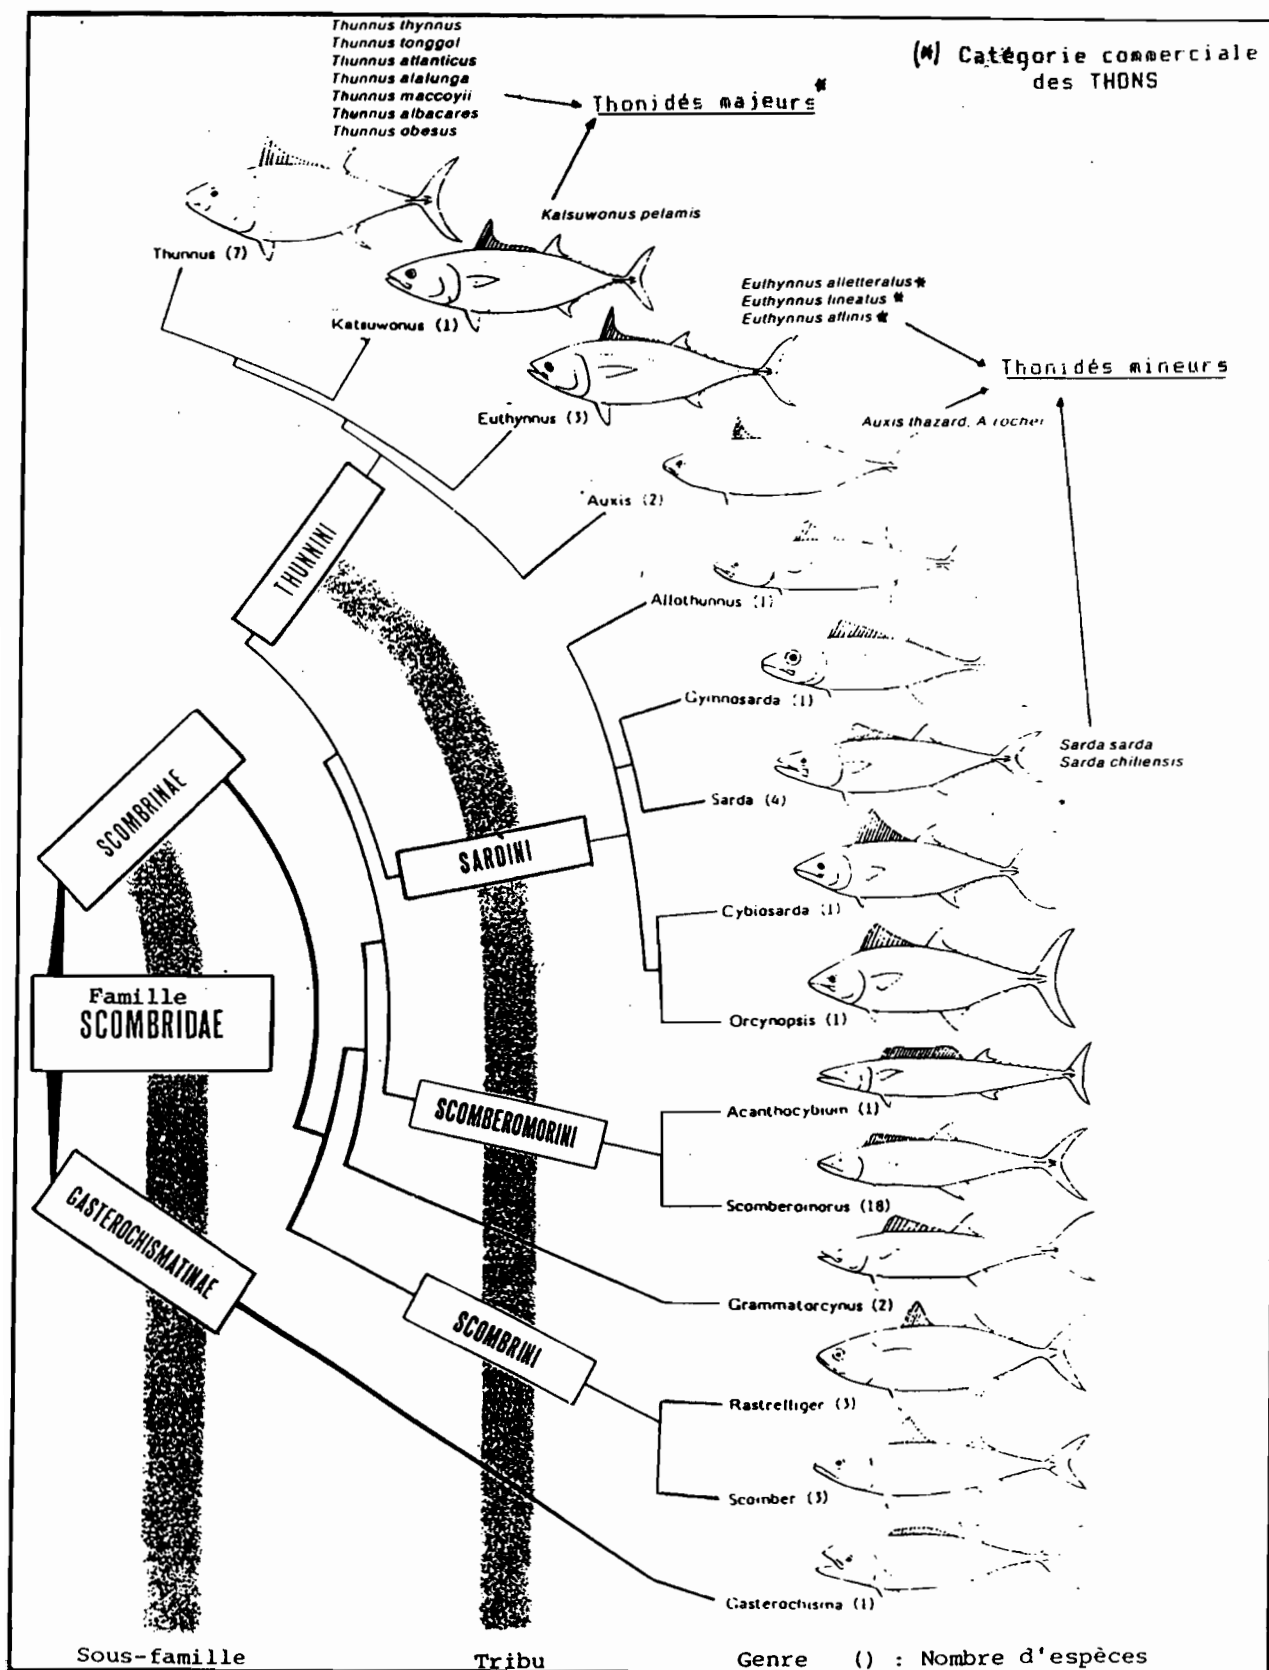 Thunnus thynnus
Thunnus tonggol
Thunnus atlanticus
Thunnus alalunga
Thunnus maccoyii
Thunnus albacares
Thunnus obesus
(*) Catégorie commerciale
des THONS
Thonidés majeurs*
Katsuwonus pelamis
Thunnus (7)
Katsuwonus (1)
Euthynnus alletteratus*
Euthynnus lineatus *
Euthynnus affinis *
Thonidés mineurs
Euthynnus (3)
Auxis thazard, A rochei
Auxis (2)
THUNNINI
Allothunnus (1)
Gymnosarda (1)
Sarda sarda
Sarda chiliensis
Sarda (4)
SCOMBRINAE
SARDINI
Cybiosarda (1)
Famille
SCOMBRIDAE
Orcynopsis (1)
SCOMBEROMORINI
Acanthocybium (1)
Scomberomorus (18)
GASTEROCHISMATINAE
Grammatorcynus (2)
SCOMBRINI
Rastrelliger (3)
Scomber (3)
Gasterochisma (1)
Sous-famille
Tribu
Genre () : Nombre d'espèces